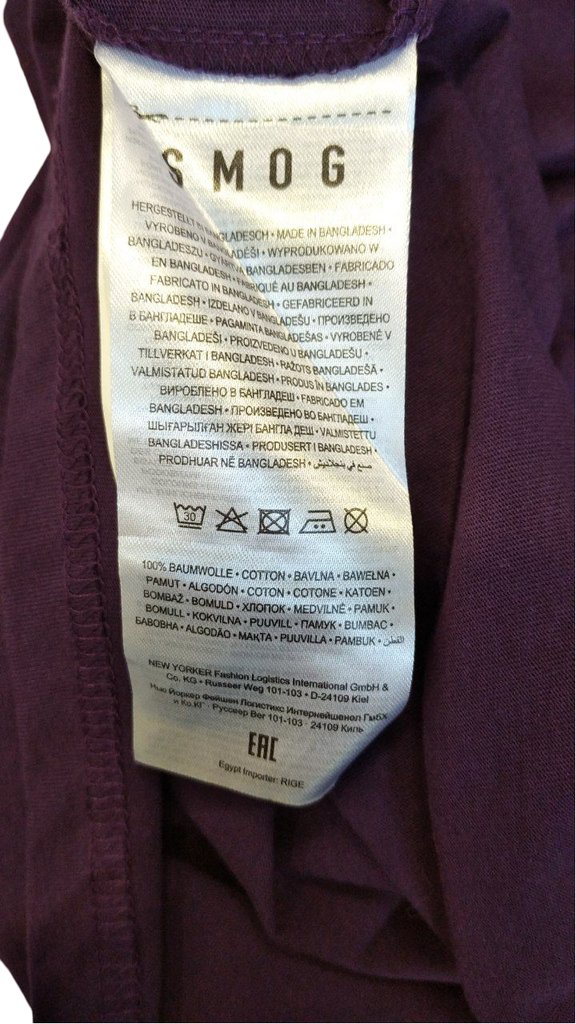 SMOG
HERGESTELLT IN BANGLADESCH • MADE IN BANGLADESH •
VYROBENO V BANGLADÉŠI • WYPRODUKOWANO W
BANGLADESZU • GYÁRTVA BANGLADESBEN • FABRICADO
EN BANGLADESH • FABRIQUÉ AU BANGLADESH •
FABRICATO IN BANGLADESH • GEFABRICEERD IN
BANGLADESH • IZDELANO V BANGLADEŠU • ПРОИЗВЕДЕНО
В БАНГЛАДЕШЕ • PAGAMINTA BANGLADEŠAS • VYROBENÉ V
BANGLADEŠI • PROIZVEDENO U BANGLADEŠU •
TILLVERKAT I BANGLADESH • RAŽOTS BANGLADEŠĀ •
VALMISTATUD BANGLADESH • PRODUS ÎN BANGLADES •
ВИРОБЛЕНО В БАНГЛАДЕШ • FABRICADO EM
BANGLADESH • ПРОИЗВЕДЕНО ВО БАНГЛАДЕШ •
ШЫҒАРЫЛҒАН ЖЕРІ БАНГЛА ДЕШ • VALMISTETTU
BANGLADESHISSA • PRODUSERT I BANGLADESH •
PRODHUAR NË BANGLADESH • صنع في بنجلاديش
30
100% BAUMWOLLE • COTTON • BAVLNA • BAWEŁNA •
PAMUT • ALGODÓN • COTON • COTONE • KATOEN •
BOMBAŽ • BOMULD • ХЛОПОК • MEDVILNĖ • PAMUK •
BOMULL • KOKVILNA • PUUVILL • ПАМУК • BUMBAC •
БАВОВНА • ALGODÃO • МАҚТА • PUUVILLA • PAMBUK • القطن
NEW YORKER Fashion Logistics International GmbH &
Co. KG • Russeer Weg 101-103 • D-24109 Kiel
Нью Йоркер Фейшен Логистикс Интернейшенел ГмбХ
и Ко.КГ · Руссеер Вег 101-103 · 24109 Киль
EAC
Egypt Importer: RIGE